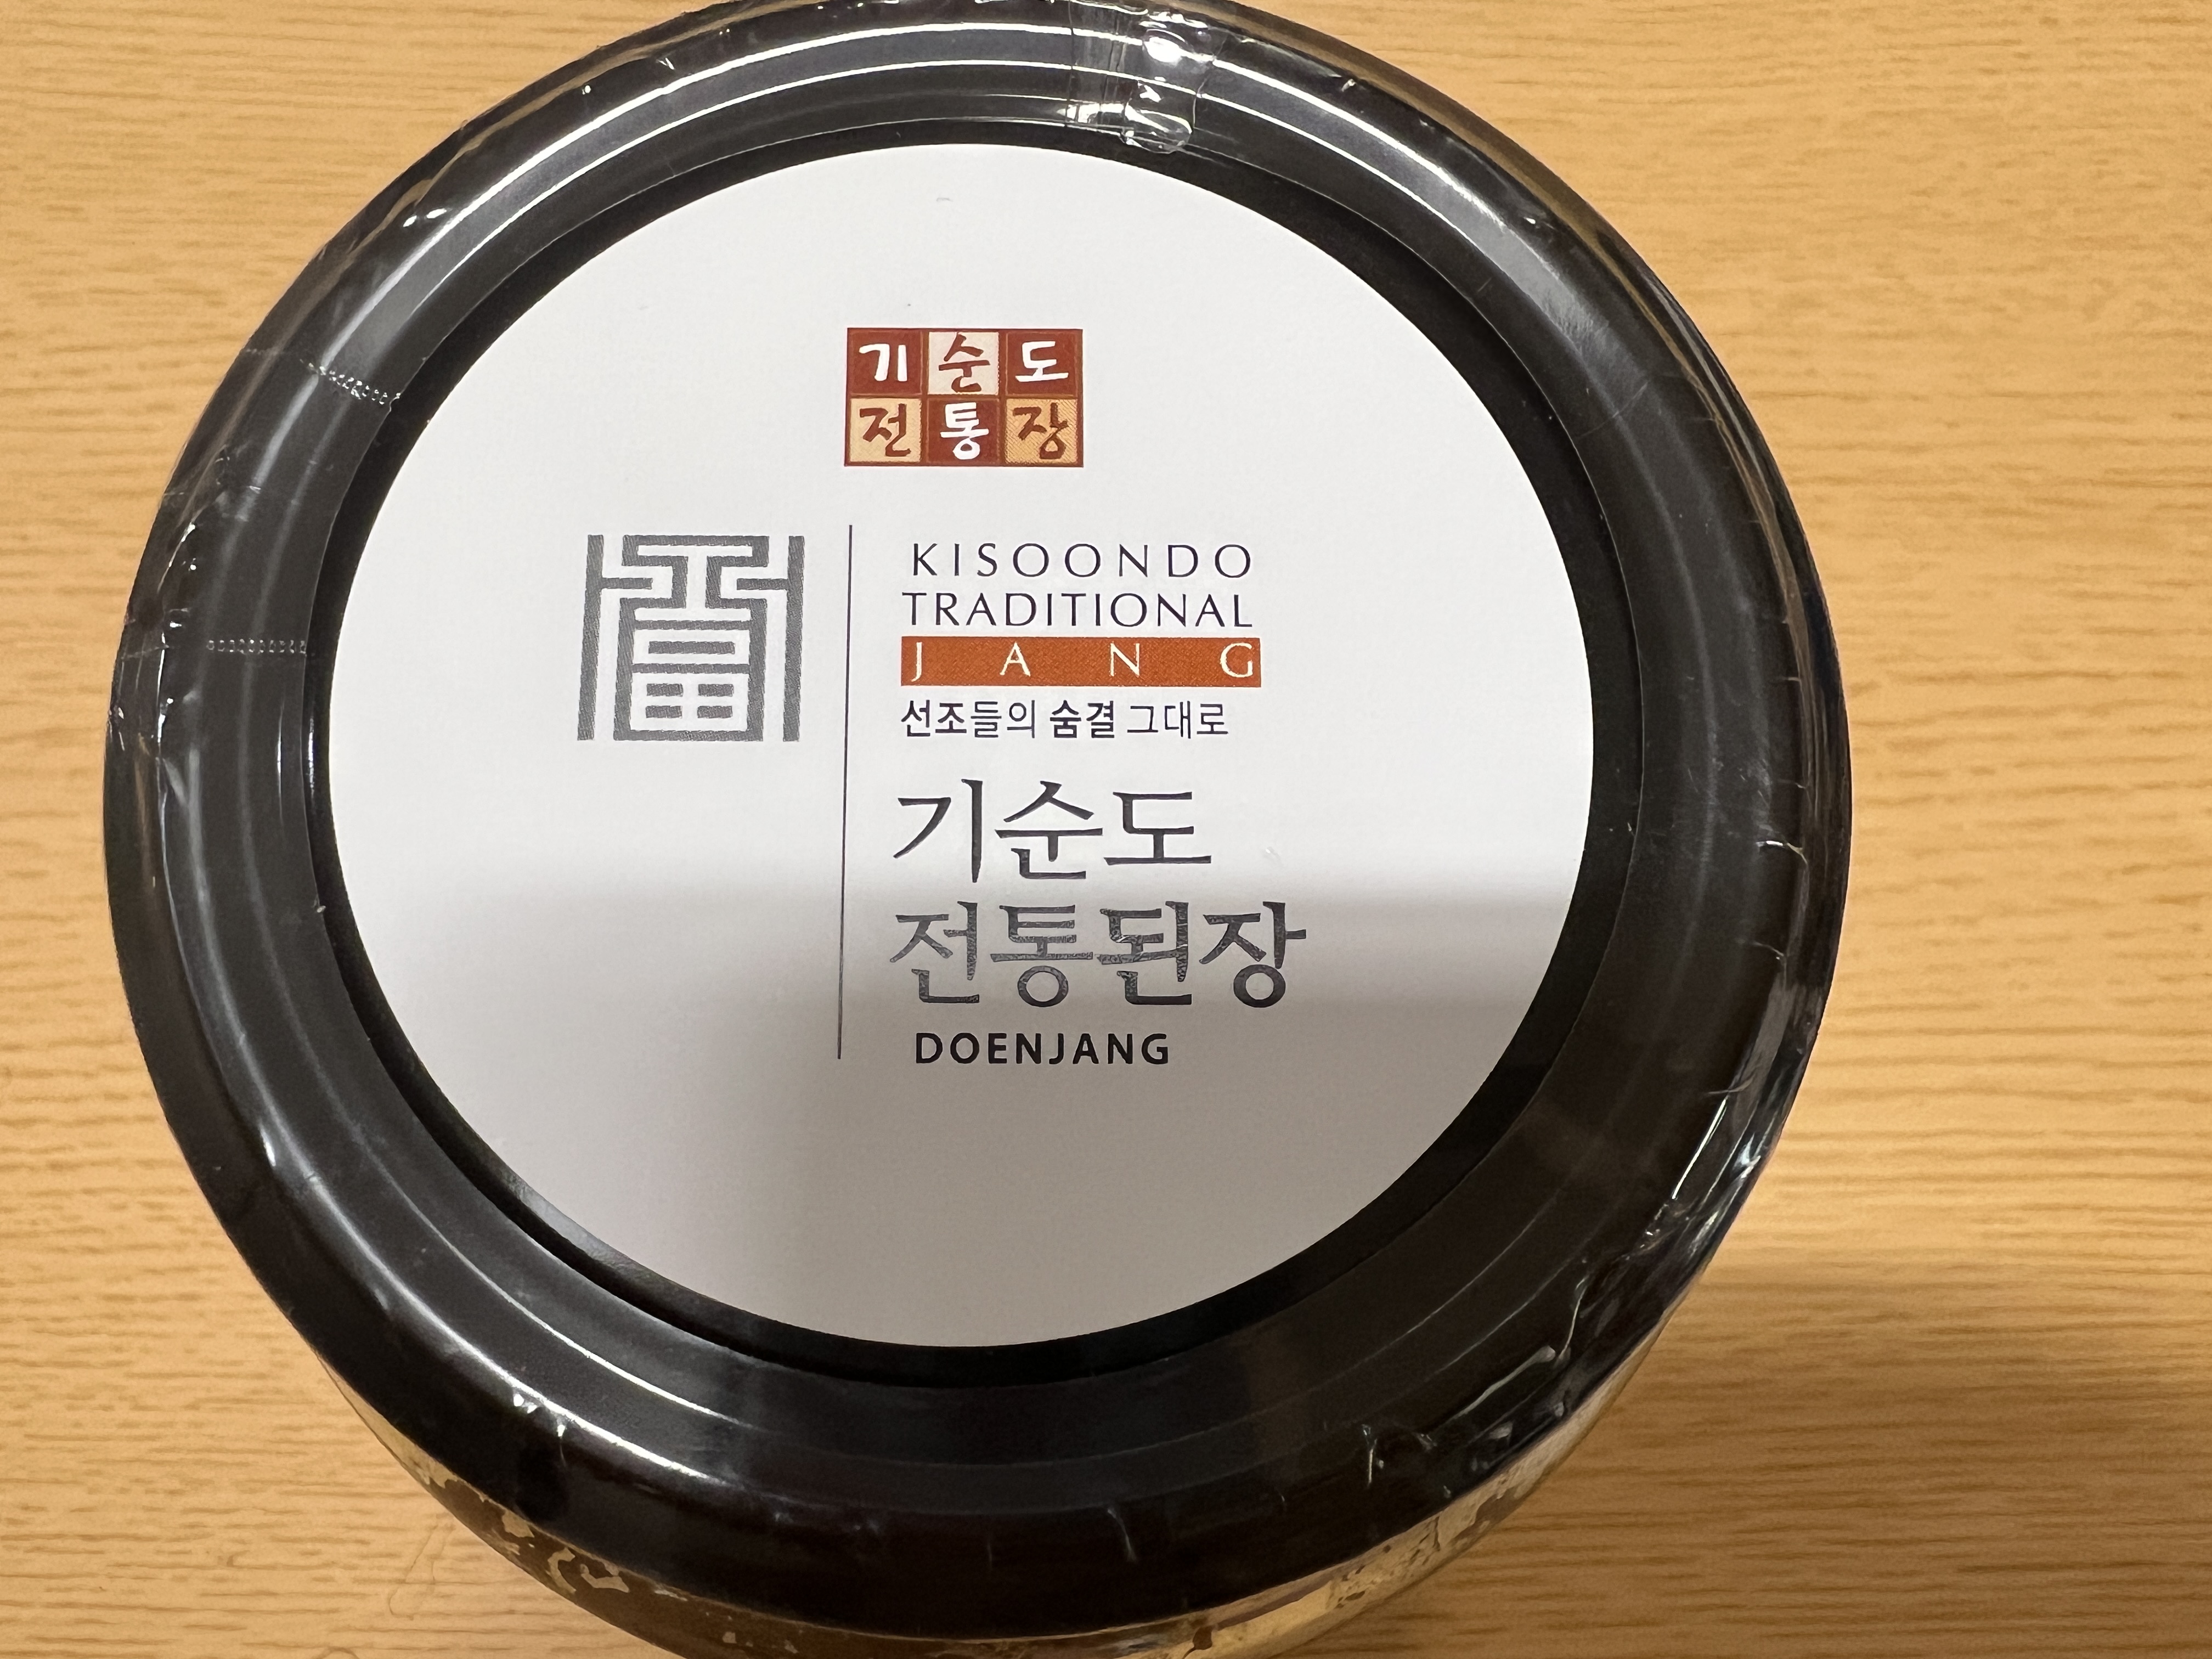 기순도
전통장
KISOONDO
TRADITIONAL
JANG
선조들의 숨결 그대로
기순도
전통된장
DOENJANG